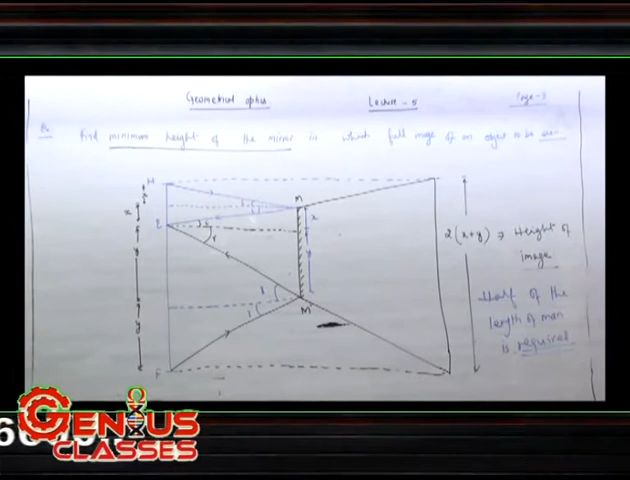 Geometrical optics
Lecture - 5
Page-3
Find minimum height of the mirror in which full image of an object to be seen
H
M
x
x
E
y
y
2(x+y) → Height of
image
Half of the
length of man
is required
M'
F
GENIUS
CLASSES